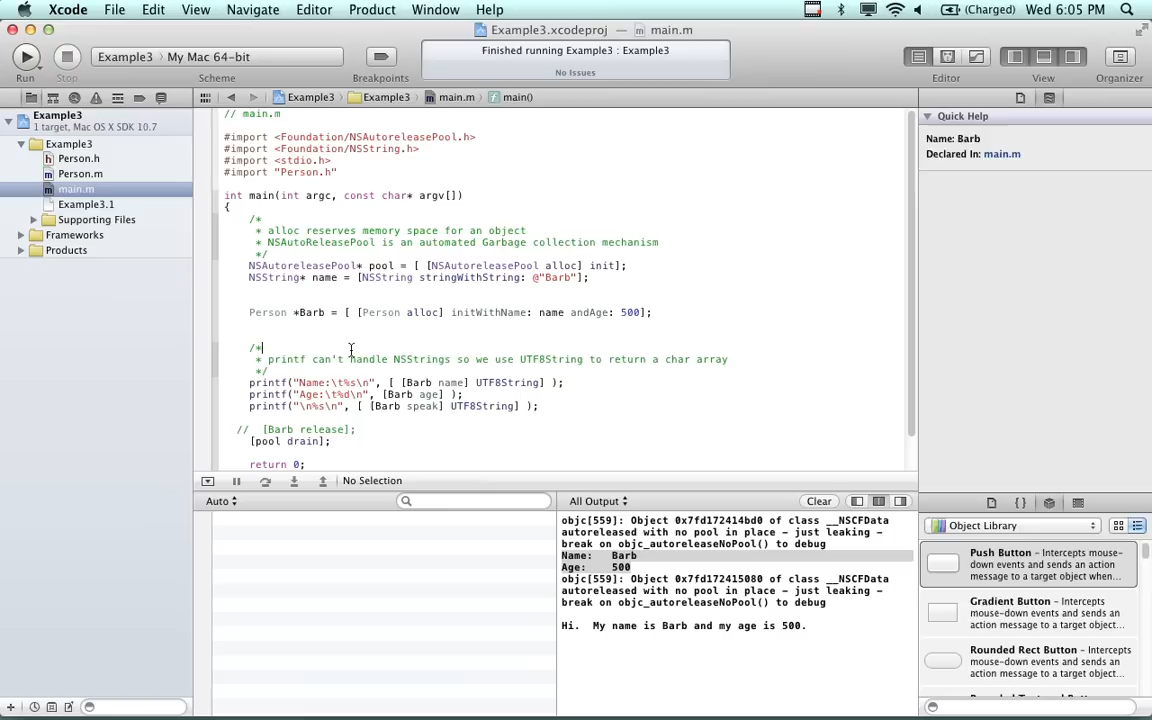 Xcode File Edit View Navigate Editor Product Window Help (Charged) Wed 6:05 PM
Example3.xcodeproj — main.m
Example3 My Mac 64-bit
Finished running Example3 : Example3
No Issues
Run Stop Scheme Breakpoints Editor View Organizer
Example3 Example3 main.m main()
Example3
1 target, Mac OS X SDK 10.7
Example3
Person.h
Person.m
main.m
Example3.1
Supporting Files
Frameworks
Products
// main.m
#import <Foundation/NSAutoreleasePool.h>
#import <Foundation/NSString.h>
#import <stdio.h>
#import "Person.h"
int main(int argc, const char* argv[])
{
/*
* alloc reserves memory space for an object
* NSAutoReleasePool is an automated Garbage collection mechanism
*/
NSAutoreleasePool* pool = [ [NSAutoreleasePool alloc] init];
NSString* name = [NSString stringWithString: @"Barb"];
Person *Barb = [ [Person alloc] initWithName: name andAge: 500];
/*
* printf can't handle NSStrings so we use UTF8String to return a char array
*/
printf("Name:\t%s\n", [ [Barb name] UTF8String] );
printf("Age:\t%d\n", [Barb age] );
printf("\n%s\n", [ [Barb speak] UTF8String] );
// [Barb release];
[pool drain];
return 0;
No Selection
Auto
All Output Clear
objc[559]: Object 0x7fd172414bd0 of class __NSCFData
autoreleased with no pool in place - just leaking -
break on objc_autoreleaseNoPool() to debug
Name: Barb
Age: 500
objc[559]: Object 0x7fd172415080 of class __NSCFData
autoreleased with no pool in place - just leaking -
break on objc_autoreleaseNoPool() to debug
Hi. My name is Barb and my age is 500.
Quick Help
Name: Barb
Declared In: main.m
Object Library
Push Button - Intercepts mouse-
down events and sends an
action message to a target object when...
Gradient Button - Intercepts
mouse-down events and sends an
action message to a target object...
Rounded Rect Button - Intercepts
mouse-down events and sends an
action message to a target object...